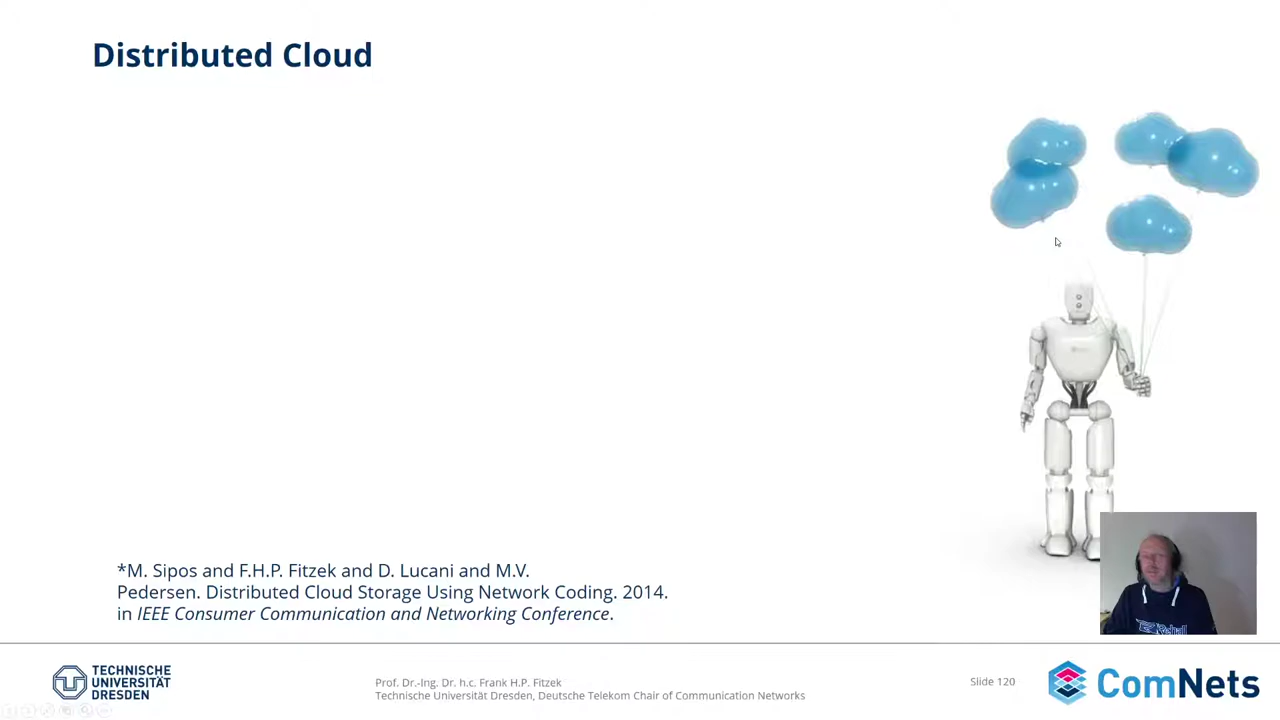 Distributed Cloud
*M. Sipos and F.H.P. Fitzek and D. Lucani and M.V.
Pedersen. Distributed Cloud Storage Using Network Coding. 2014.
in IEEE Consumer Communication and Networking Conference.
TECHNISCHE
UNIVERSITÄT
DRESDEN
Prof. Dr.-Ing. Dr. h.c. Frank H.P. Fitzek
Technische Universität Dresden, Deutsche Telekom Chair of Communication Networks
Slide 120
ComNets